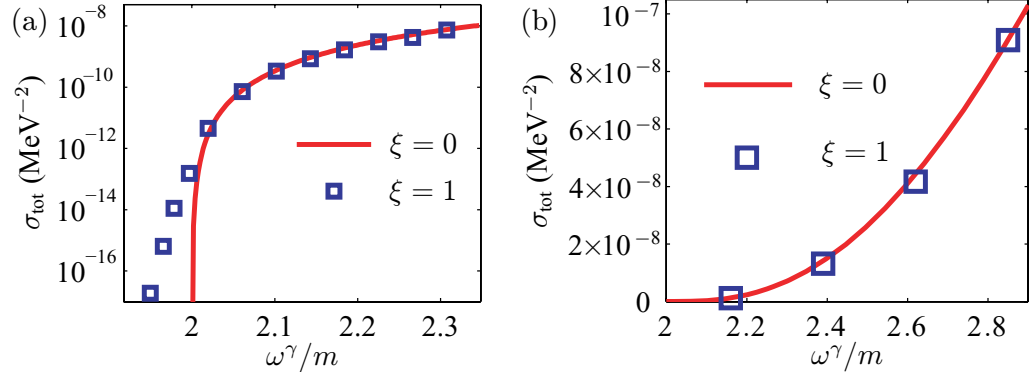 (a)
σ_tot (MeV⁻²)
10⁻⁸
10⁻¹⁰
10⁻¹²
10⁻¹⁴
10⁻¹⁶
ξ = 0
ξ = 1
2 2.1 2.2 2.3
ω^γ/m
(b)
σ_tot (MeV⁻²)
10⁻⁷
8×10⁻⁸
6×10⁻⁸
4×10⁻⁸
2×10⁻⁸
0
ξ = 0
ξ = 1
2 2.2 2.4 2.6 2.8
ω^γ/m